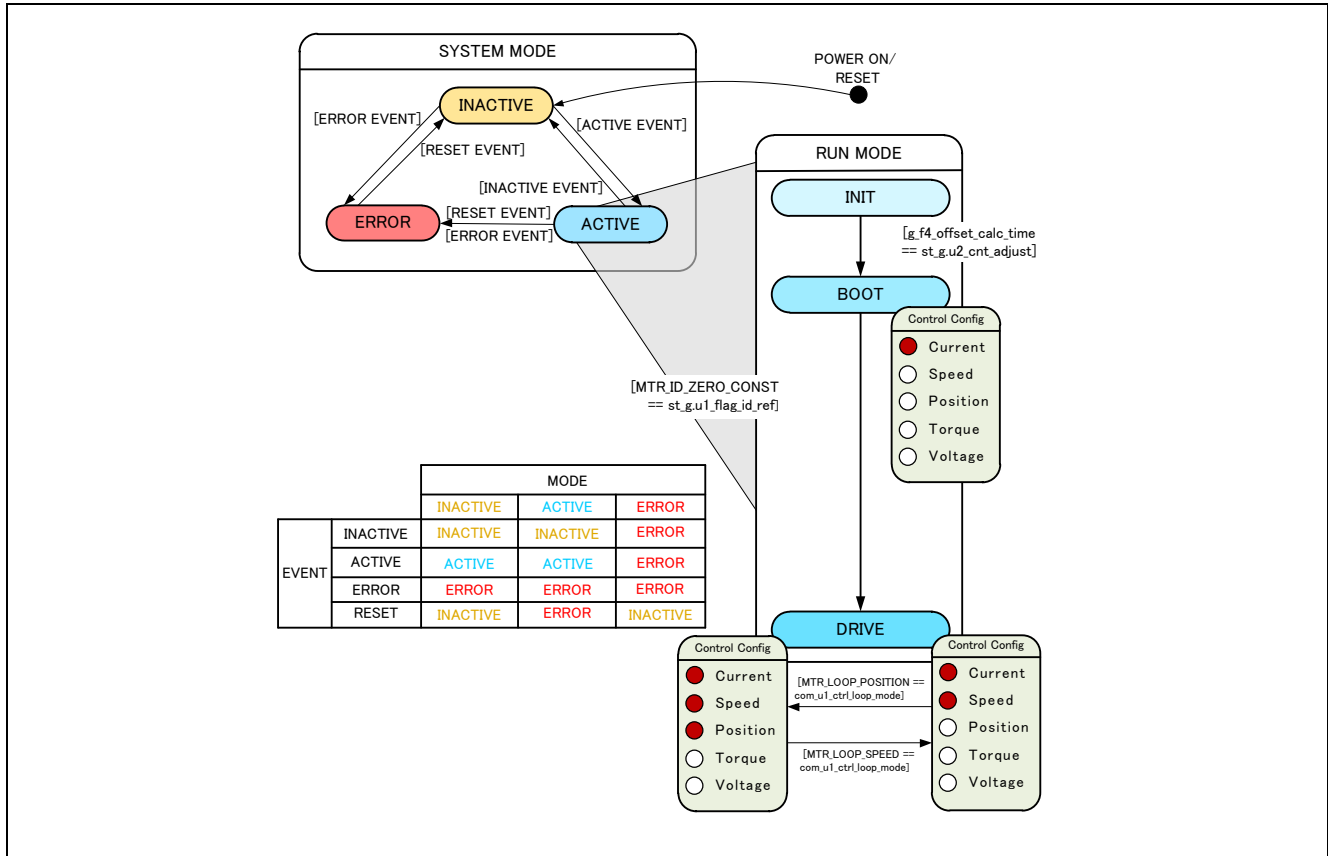 SYSTEM MODE
POWER ON/
RESET
INACTIVE
[ERROR EVENT]
[ACTIVE EVENT]
[RESET EVENT]
[INACTIVE EVENT]
ERROR
[RESET EVENT]
[ERROR EVENT]
ACTIVE
RUN MODE
INIT
[g_f4_offset_calc_time
== st_g.u2_cnt_adjust]
BOOT
Control Config
Current
Speed
Position
Torque
Voltage
[MTR_ID_ZERO_CONST
== st_g.u1_flag_id_ref]
MODE
INACTIVE ACTIVE ERROR
EVENT
INACTIVE INACTIVE INACTIVE ERROR
ACTIVE ACTIVE ACTIVE ERROR
ERROR ERROR ERROR ERROR
RESET INACTIVE ERROR INACTIVE
DRIVE
Control Config
Current
Speed
Position
Torque
Voltage
[MTR_LOOP_POSITION ==
com_u1_ctrl_loop_mode]
[MTR_LOOP_SPEED ==
com_u1_ctrl_loop_mode]
Control Config
Current
Speed
Position
Torque
Voltage